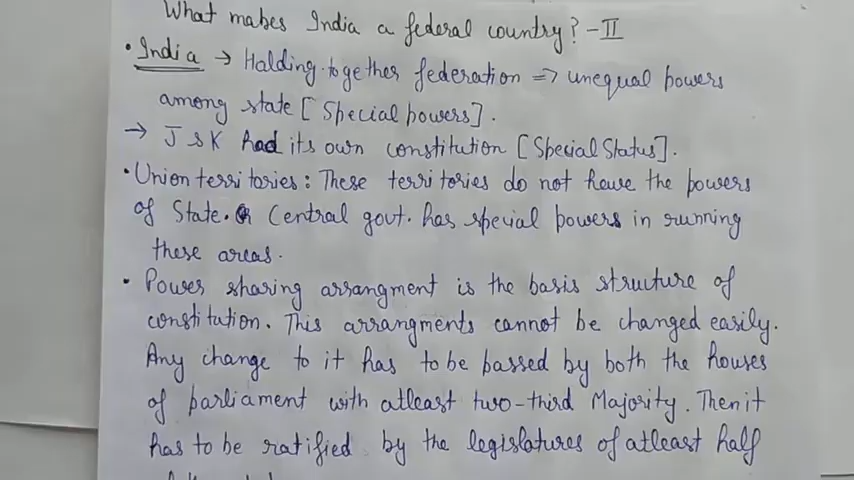 What makes India a federal country? - II
• India → Halding together federation => unequal powers
among state [Special powers].
→ J & K had its own constitution [Special Status].
• Union territories: These territories do not have the powers
of State. Central govt. has special powers in running
these areas.
• Power sharing arrangment is the basis structure of
constitution. This arrangments cannot be changed easily.
Any change to it has to be passed by both the houses
of parliament with atleast two-third Majority. Then it
has to be ratified by the legislatures of atleast half